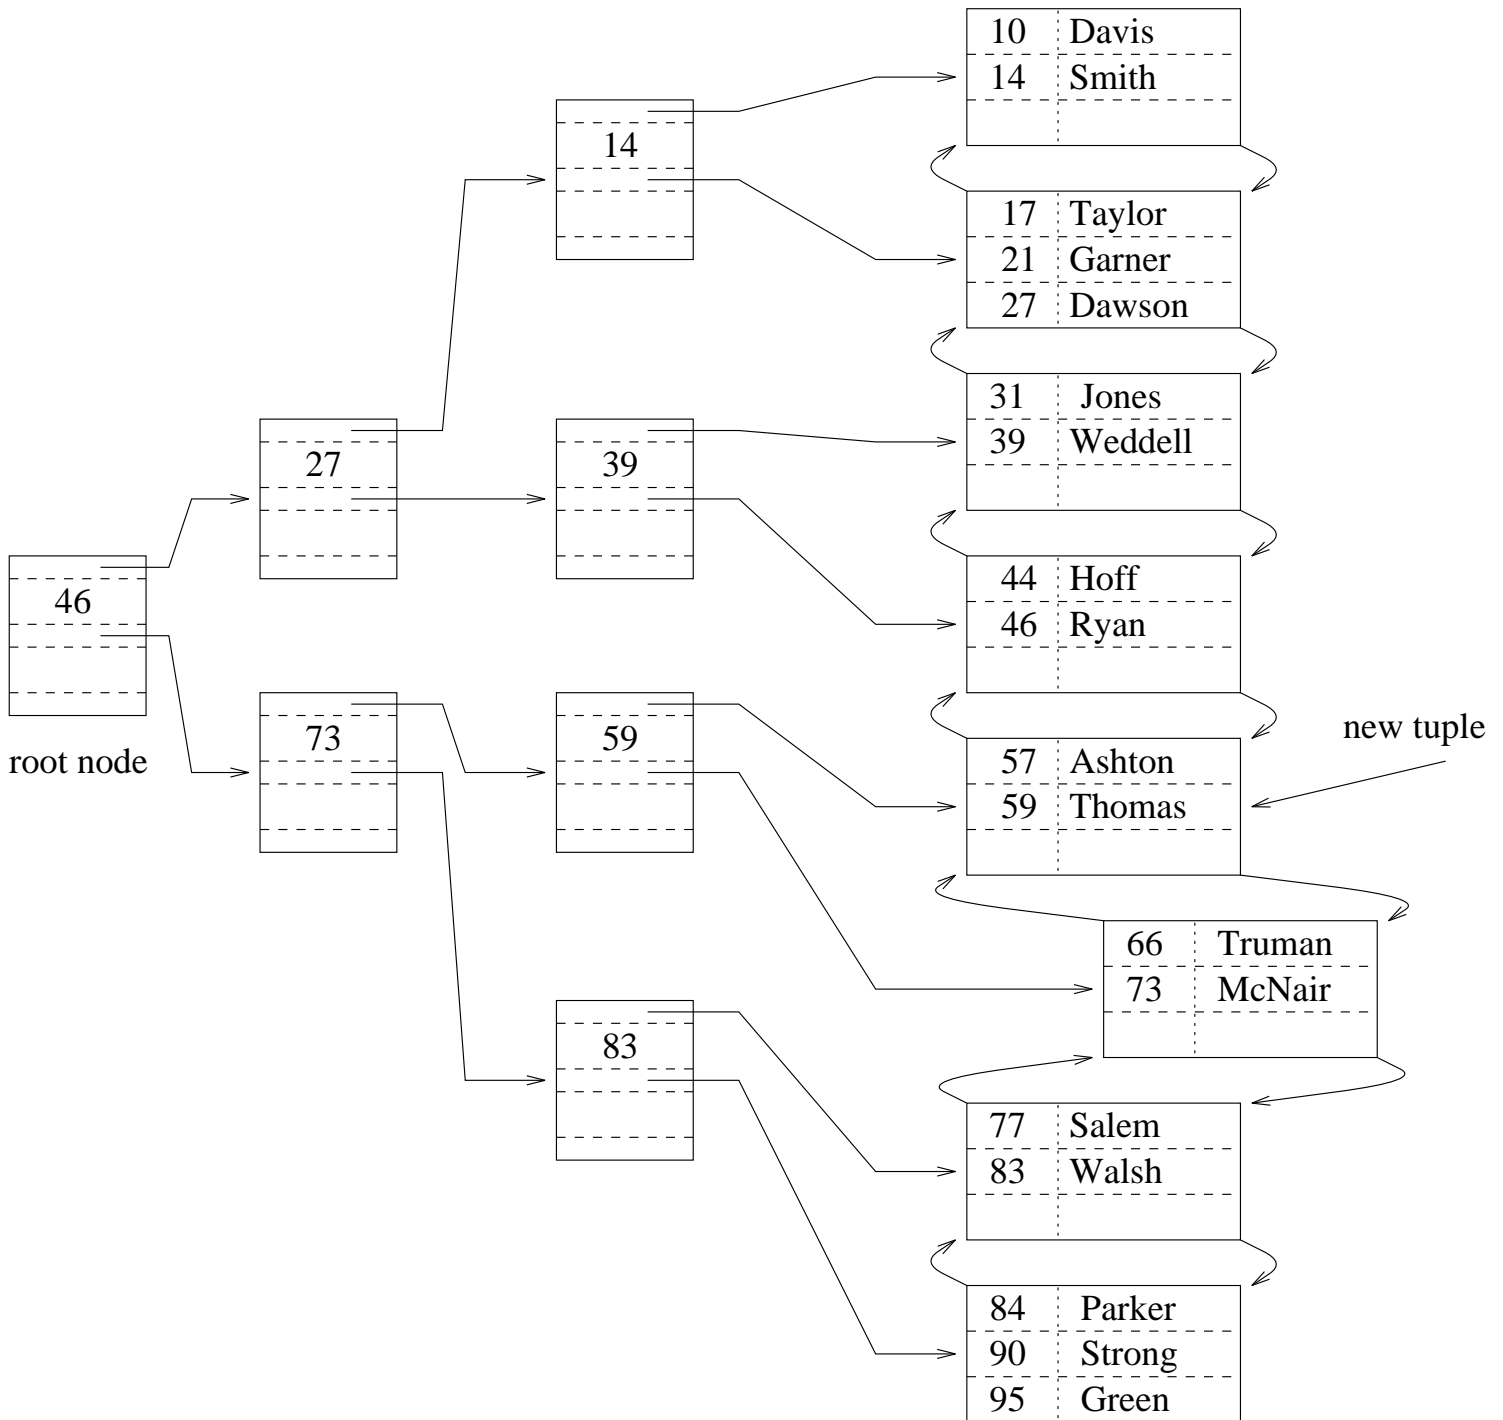 10 Davis
14 Smith
14
17 Taylor
21 Garner
27 Dawson
31 Jones
39 Weddell
27
39
44 Hoff
46 Ryan
46
root node
73
59
57 Ashton
59 Thomas
new tuple
66 Truman
73 McNair
83
77 Salem
83 Walsh
84 Parker
90 Strong
95 Green